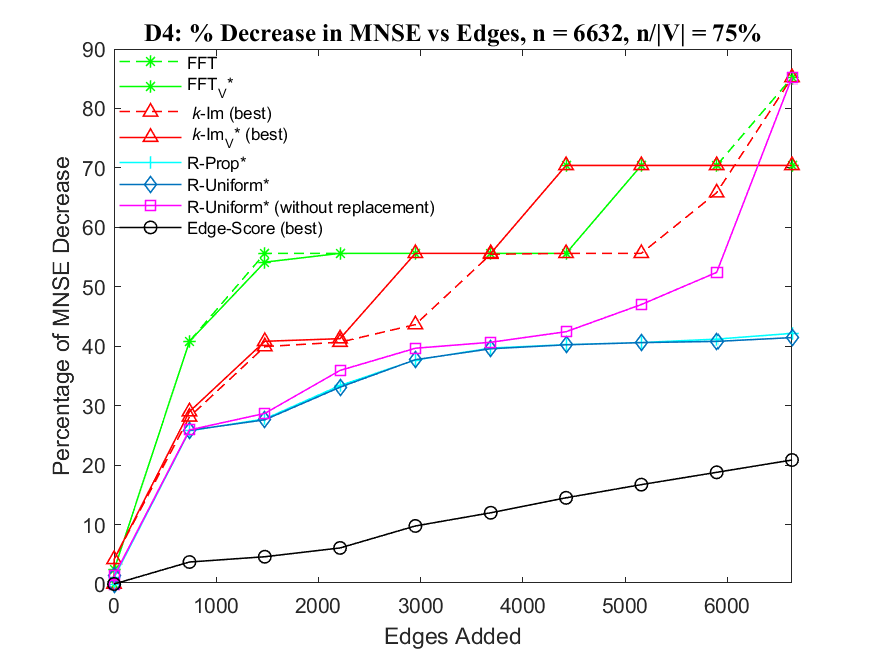 D4: % Decrease in MNSE vs Edges, n = 6632, n/|V| = 75%
90
80
70
60
50
40
30
20
10
0
Percentage of MNSE Decrease
FFT
FFT_V*
k-Im (best)
k-Im_V* (best)
R-Prop*
R-Uniform*
R-Uniform* (without replacement)
Edge-Score (best)
0 1000 2000 3000 4000 5000 6000
Edges Added